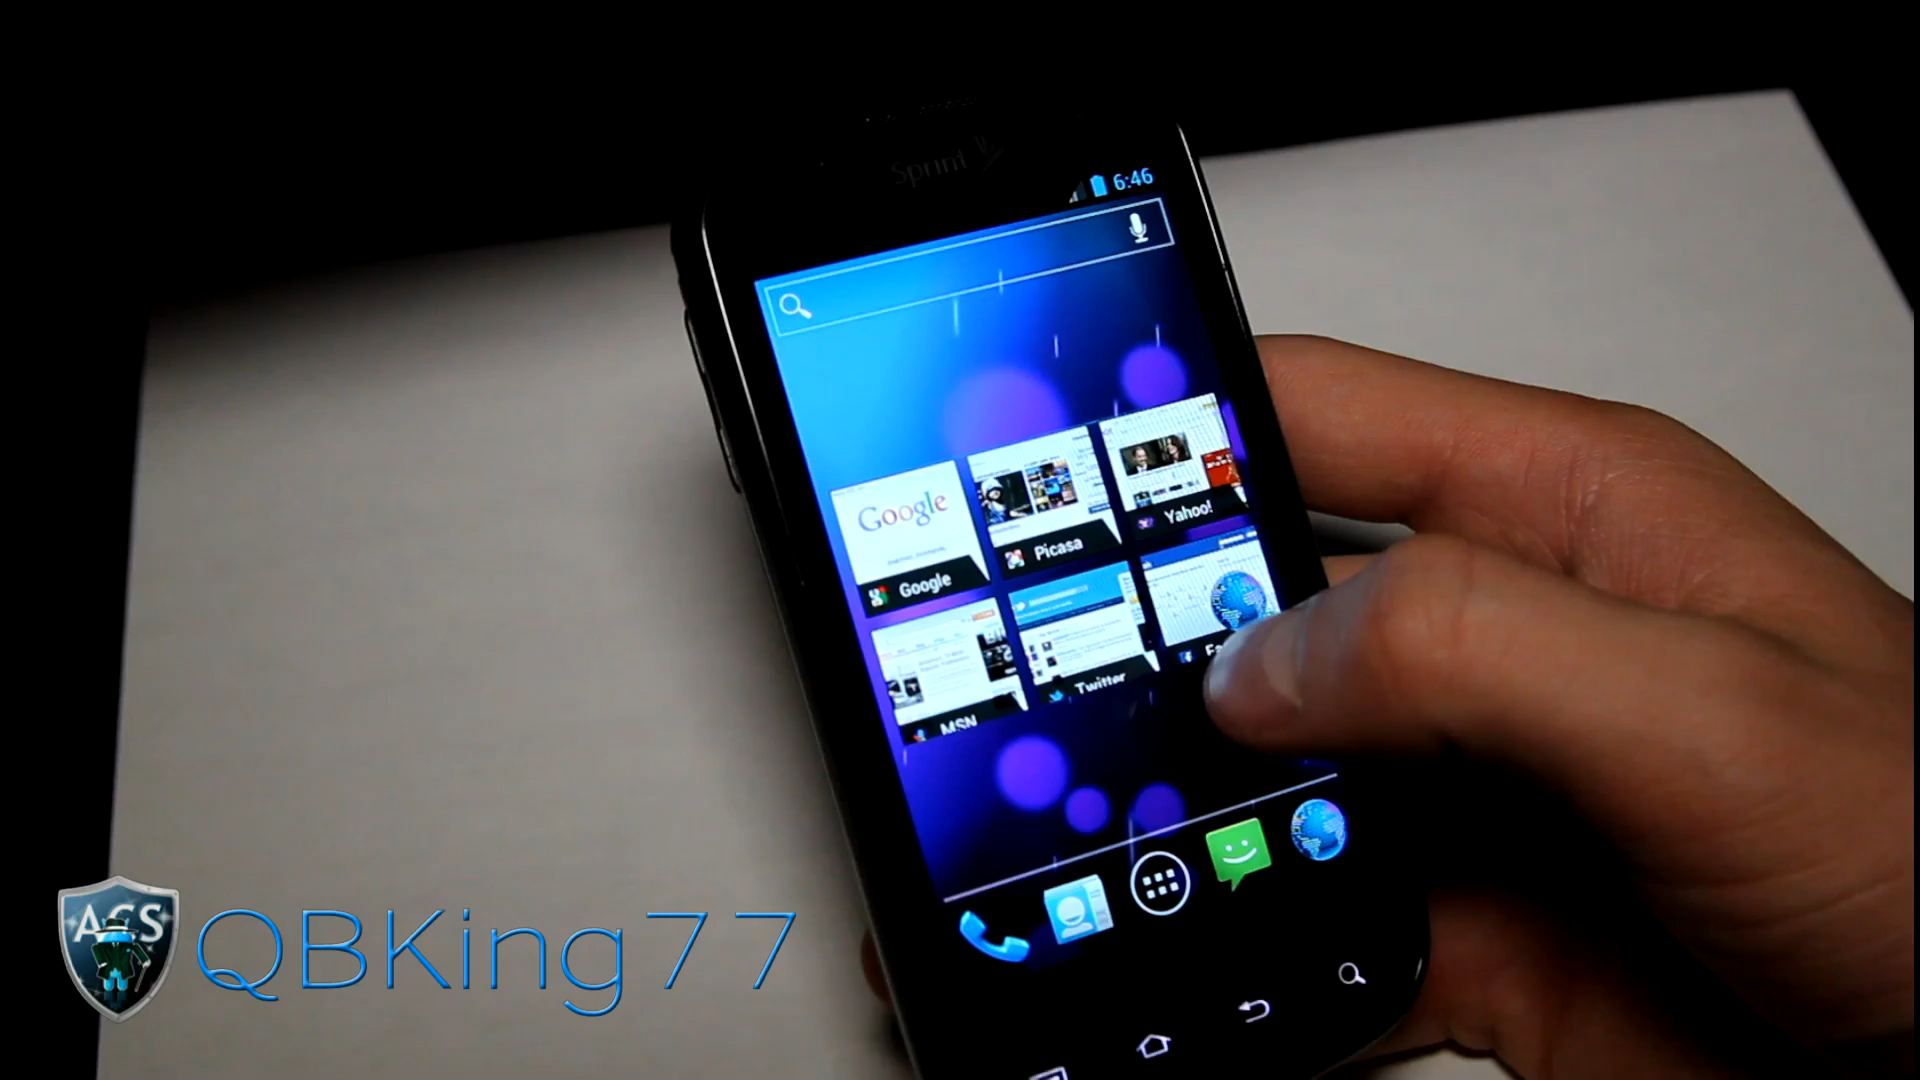 Sprint
6:46
Google
Google
Picasa
Yahoo!
MSN
Twitter
ACS
QBKing77